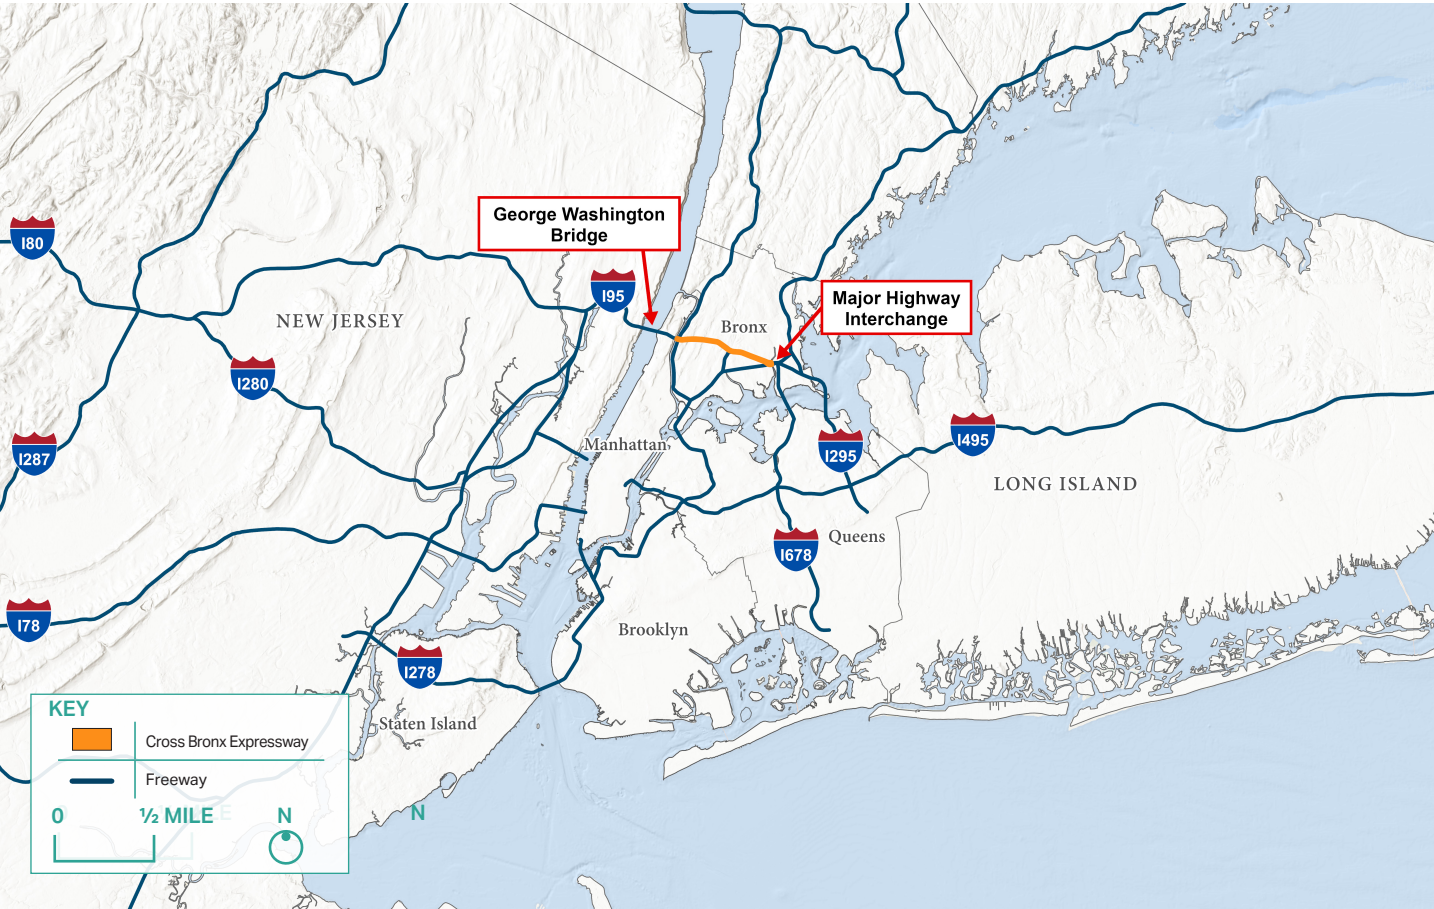 George Washington
Bridge
I80
I95
Major Highway
Interchange
NEW JERSEY
Bronx
I280
I287
Manhattan
I295
I495
LONG ISLAND
Queens
I678
I78
Brooklyn
I278
Staten Island
KEY
Cross Bronx Expressway
Freeway
0
½ MILE
N
N